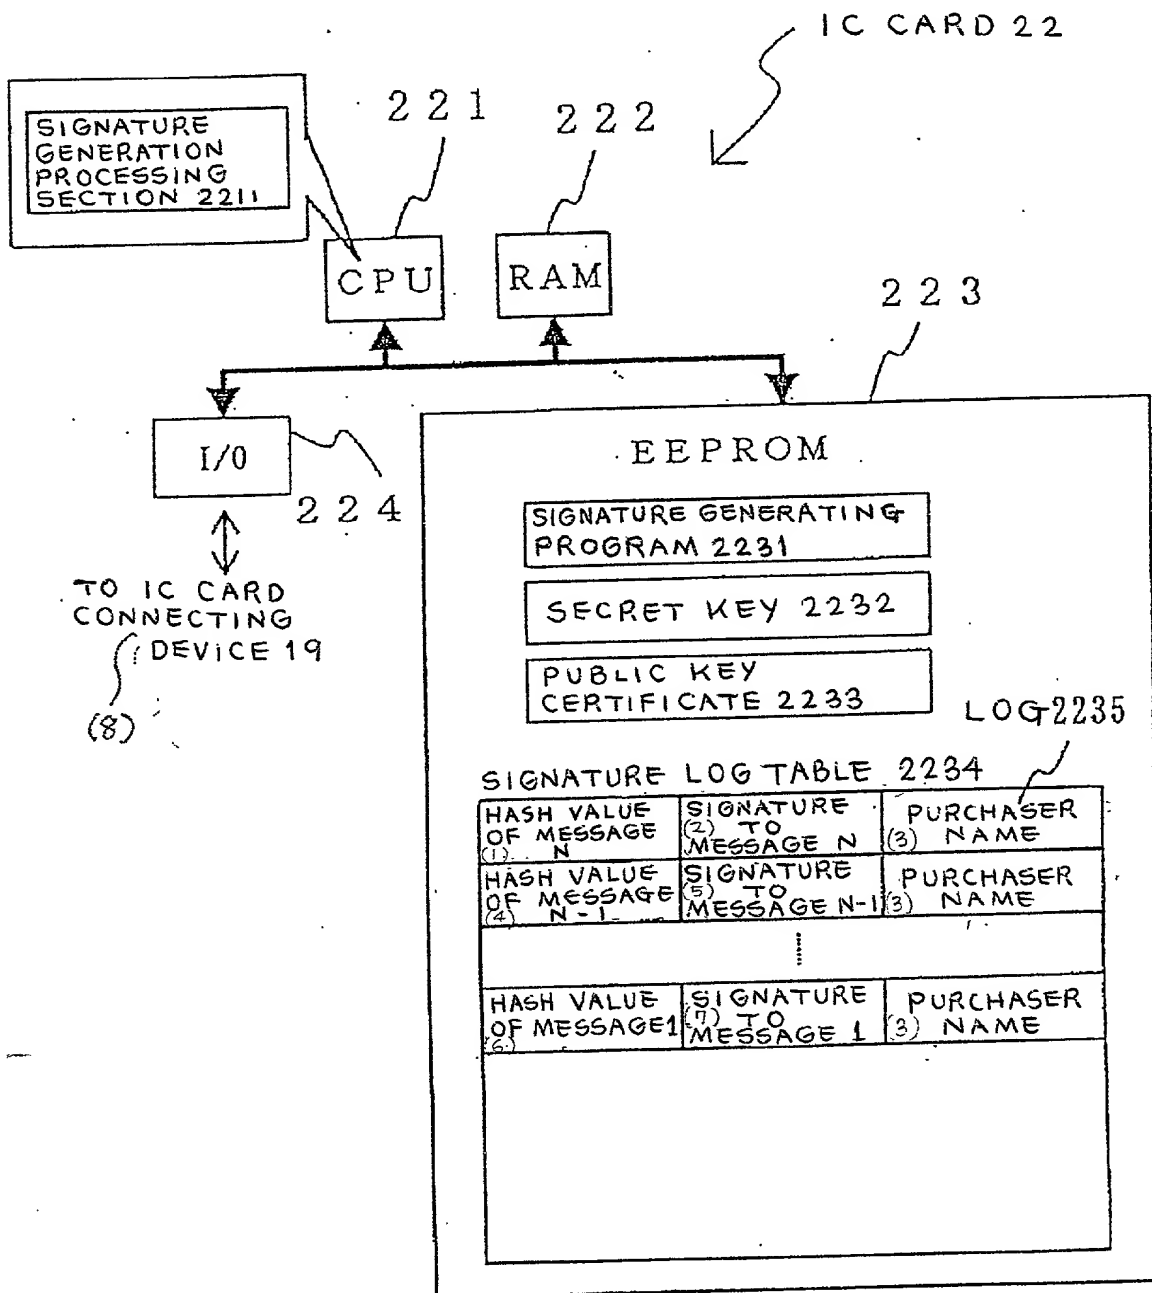 IC CARD 22
221
222
SIGNATURE
GENERATION
PROCESSING
SECTION 2211
CPU
RAM
223
I/O
224
TO IC CARD
CONNECTING
DEVICE 19
(8)
EEPROM
SIGNATURE GENERATING
PROGRAM 2231
SECRET KEY 2232
PUBLIC KEY
CERTIFICATE 2233
LOG2235
SIGNATURE LOG TABLE 2234
HASH VALUE
OF MESSAGE
(1) N
SIGNATURE
(2) TO
MESSAGE N
PURCHASER
(3) NAME
HASH VALUE
OF MESSAGE
(4) N-1
SIGNATURE
(5) TO
MESSAGE N-1
PURCHASER
(3) NAME
HASH VALUE
OF MESSAGE1
(6)
SIGNATURE
(7) TO
MESSAGE 1
PURCHASER
(3) NAME